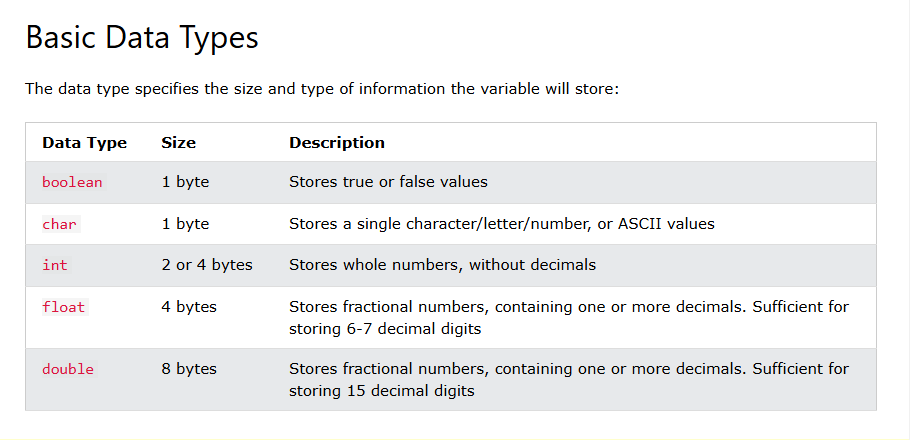 Basic Data Types
The data type specifies the size and type of information the variable will store:
Data Type Size Description
boolean 1 byte Stores true or false values
char 1 byte Stores a single character/letter/number, or ASCII values
int 2 or 4 bytes Stores whole numbers, without decimals
float 4 bytes Stores fractional numbers, containing one or more decimals. Sufficient for
storing 6-7 decimal digits
double 8 bytes Stores fractional numbers, containing one or more decimals. Sufficient for
storing 15 decimal digits